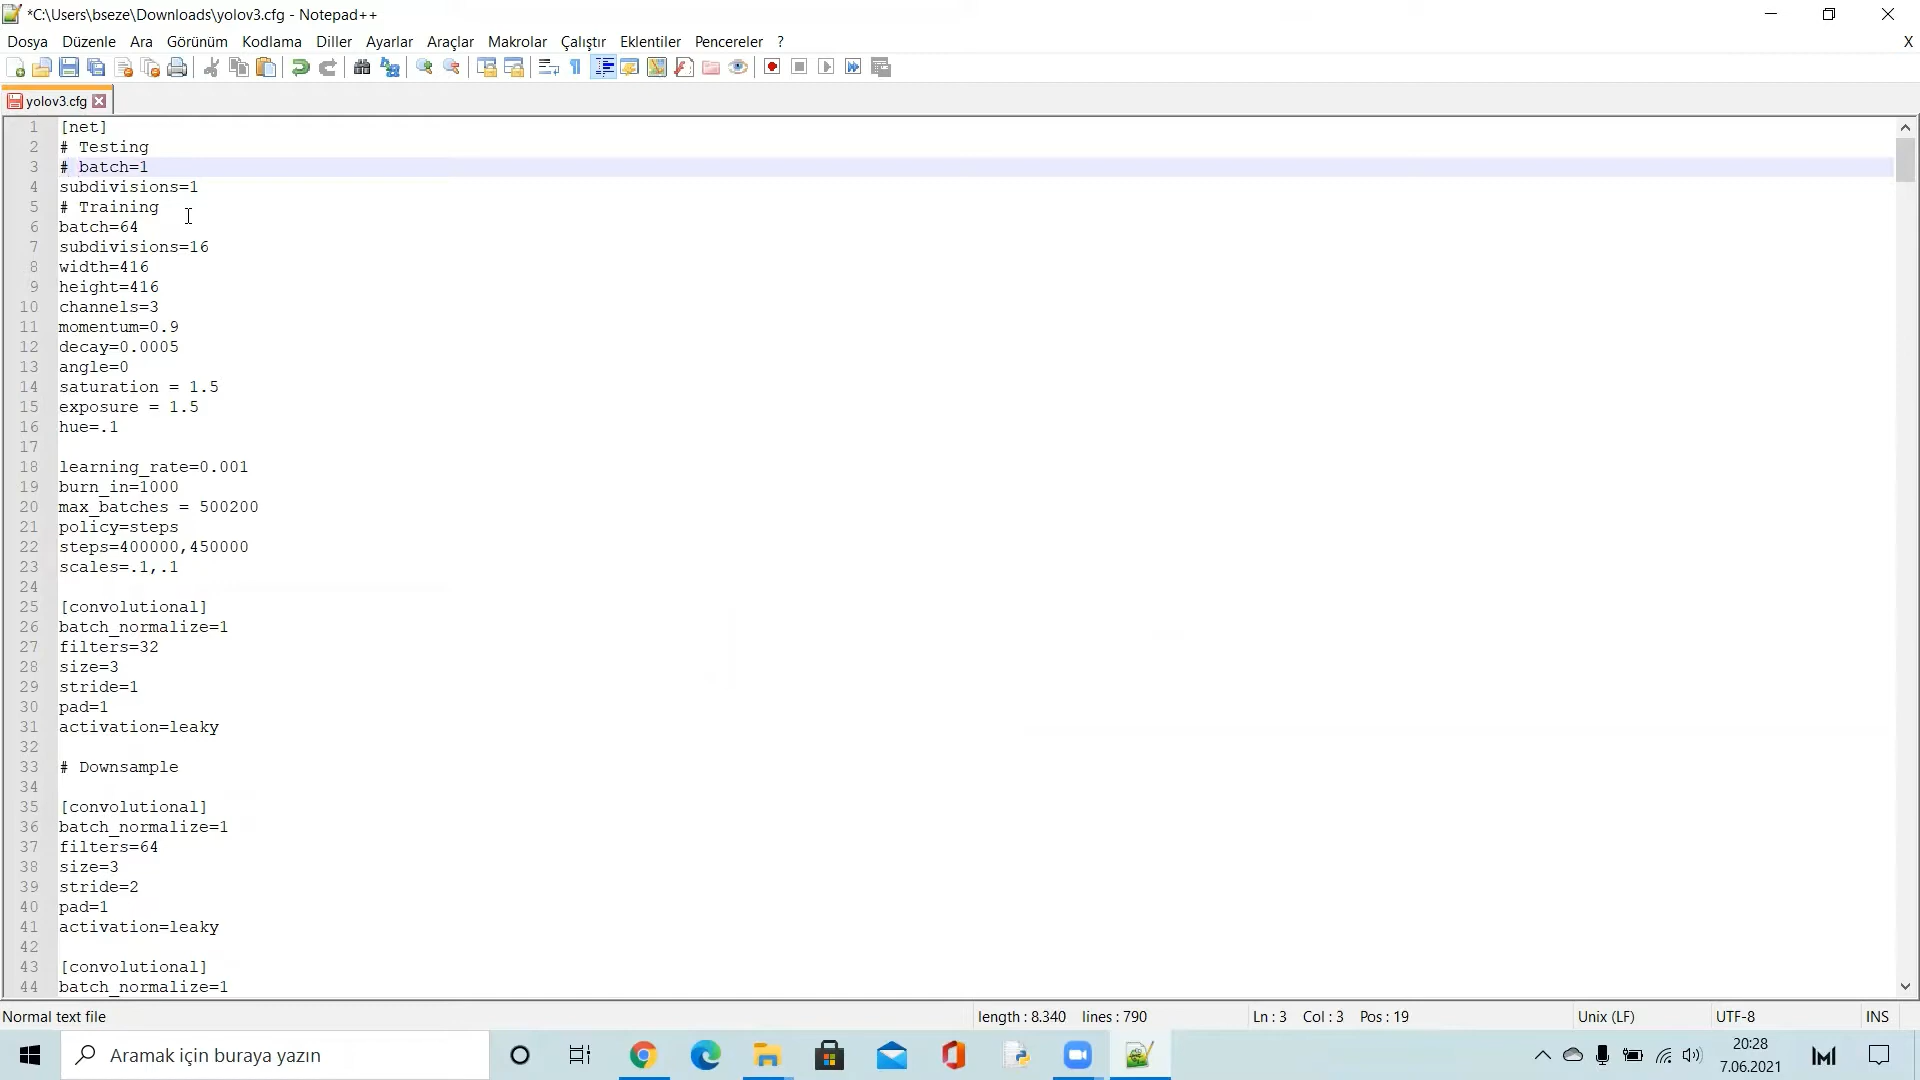 *C:\Users\bseze\Downloads\yolov3.cfg - Notepad++
Dosya Düzenle Ara Görünüm Kodlama Diller Ayarlar Araçlar Makrolar Çalıştır Eklentiler Pencereler ? X
yolov3.cfg
1 [net]
2 # Testing
3 # batch=1
4 subdivisions=1
5 # Training
6 batch=64
7 subdivisions=16
8 width=416
9 height=416
10 channels=3
11 momentum=0.9
12 decay=0.0005
13 angle=0
14 saturation = 1.5
15 exposure = 1.5
16 hue=.1
17
18 learning_rate=0.001
19 burn_in=1000
20 max_batches = 500200
21 policy=steps
22 steps=400000,450000
23 scales=.1,.1
24
25 [convolutional]
26 batch_normalize=1
27 filters=32
28 size=3
29 stride=1
30 pad=1
31 activation=leaky
32
33 # Downsample
34
35 [convolutional]
36 batch_normalize=1
37 filters=64
38 size=3
39 stride=2
40 pad=1
41 activation=leaky
42
43 [convolutional]
44 batch_normalize=1
Normal text file length : 8.340 lines : 790 Ln : 3 Col : 3 Pos : 19 Unix (LF) UTF-8 INS
Aramak için buraya yazın
20:28
7.06.2021